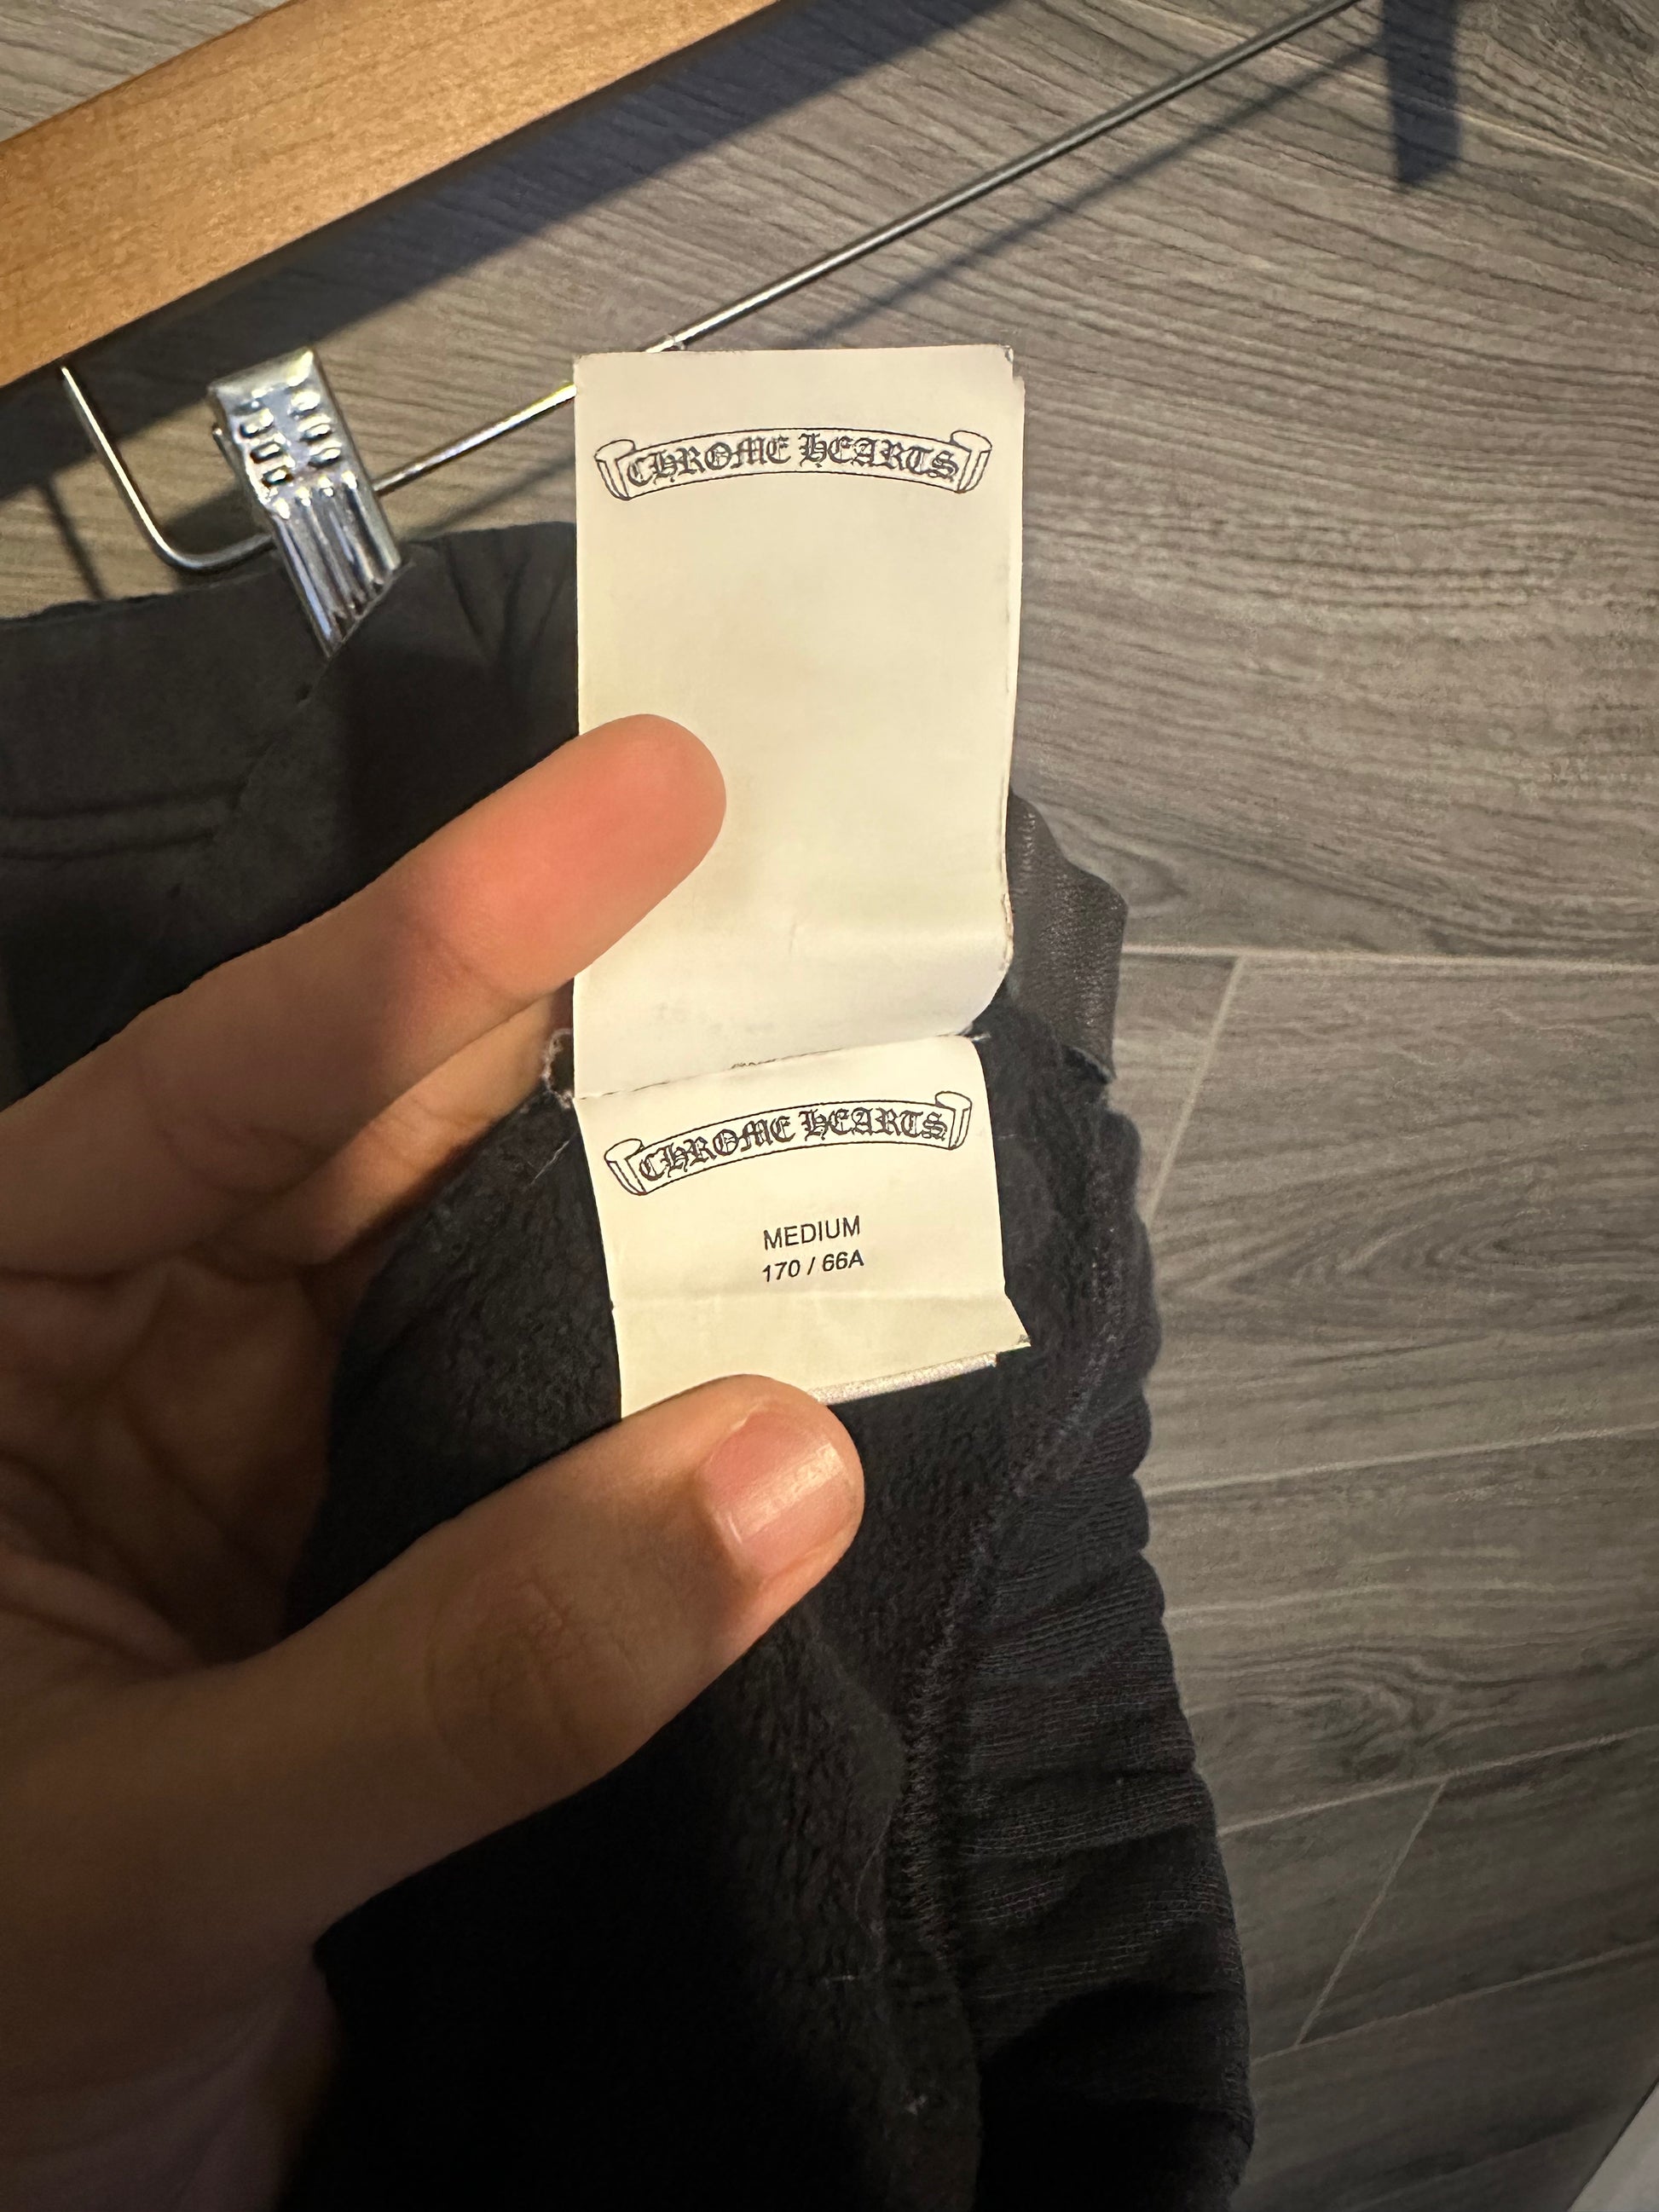 CHROME HEARTS
CHROME HEARTS
MEDIUM
170 / 66A